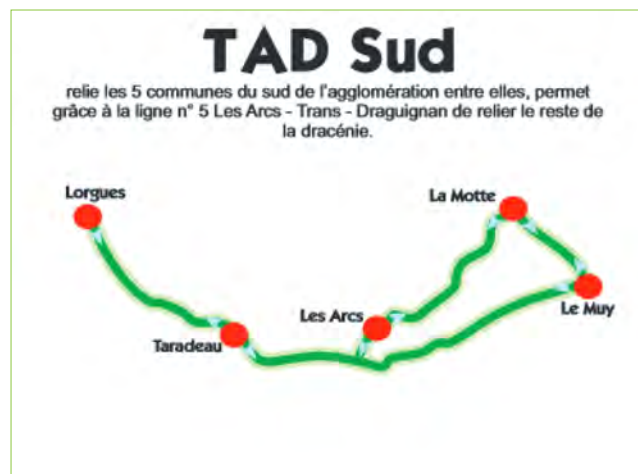 TAD Sud
relie les 5 communes du sud de l'agglomération entre elles, permet
grâce à la ligne n° 5 Les Arcs - Trans - Draguignan de relier le reste de
la dracénie.
Lorgues
La Motte
Les Arcs
Le Muy
Taradeau